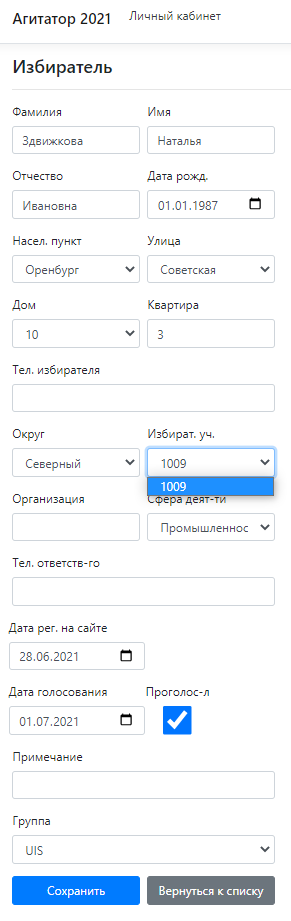 Агитатор 2021 Личный кабинет
Избиратель
Фамилия Имя
Здвижкова Наталья
Отчество Дата рожд.
Ивановна 01.01.1987
Насел. пункт Улица
Оренбург Советская
Дом Квартира
10 3
Тел. избирателя
Округ Избират. уч.
Северный 1009
1009
Организация Сфера деят-ти
Промышленнос
Тел. ответств-го
Дата рег. на сайте
28.06.2021
Дата голосования Проголос-л
01.07.2021
Примечание
Группа
UIS
Сохранить Вернуться к списку